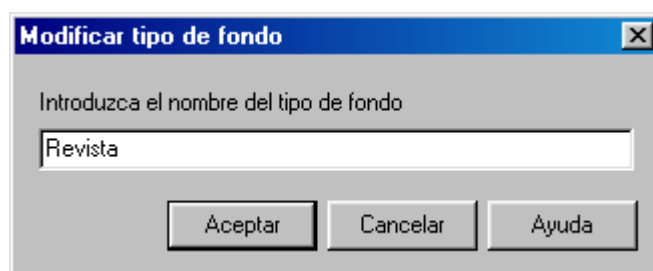 Modificar tipo de fondo
Introduzca el nombre del tipo de fondo
Revista
Aceptar Cancelar Ayuda